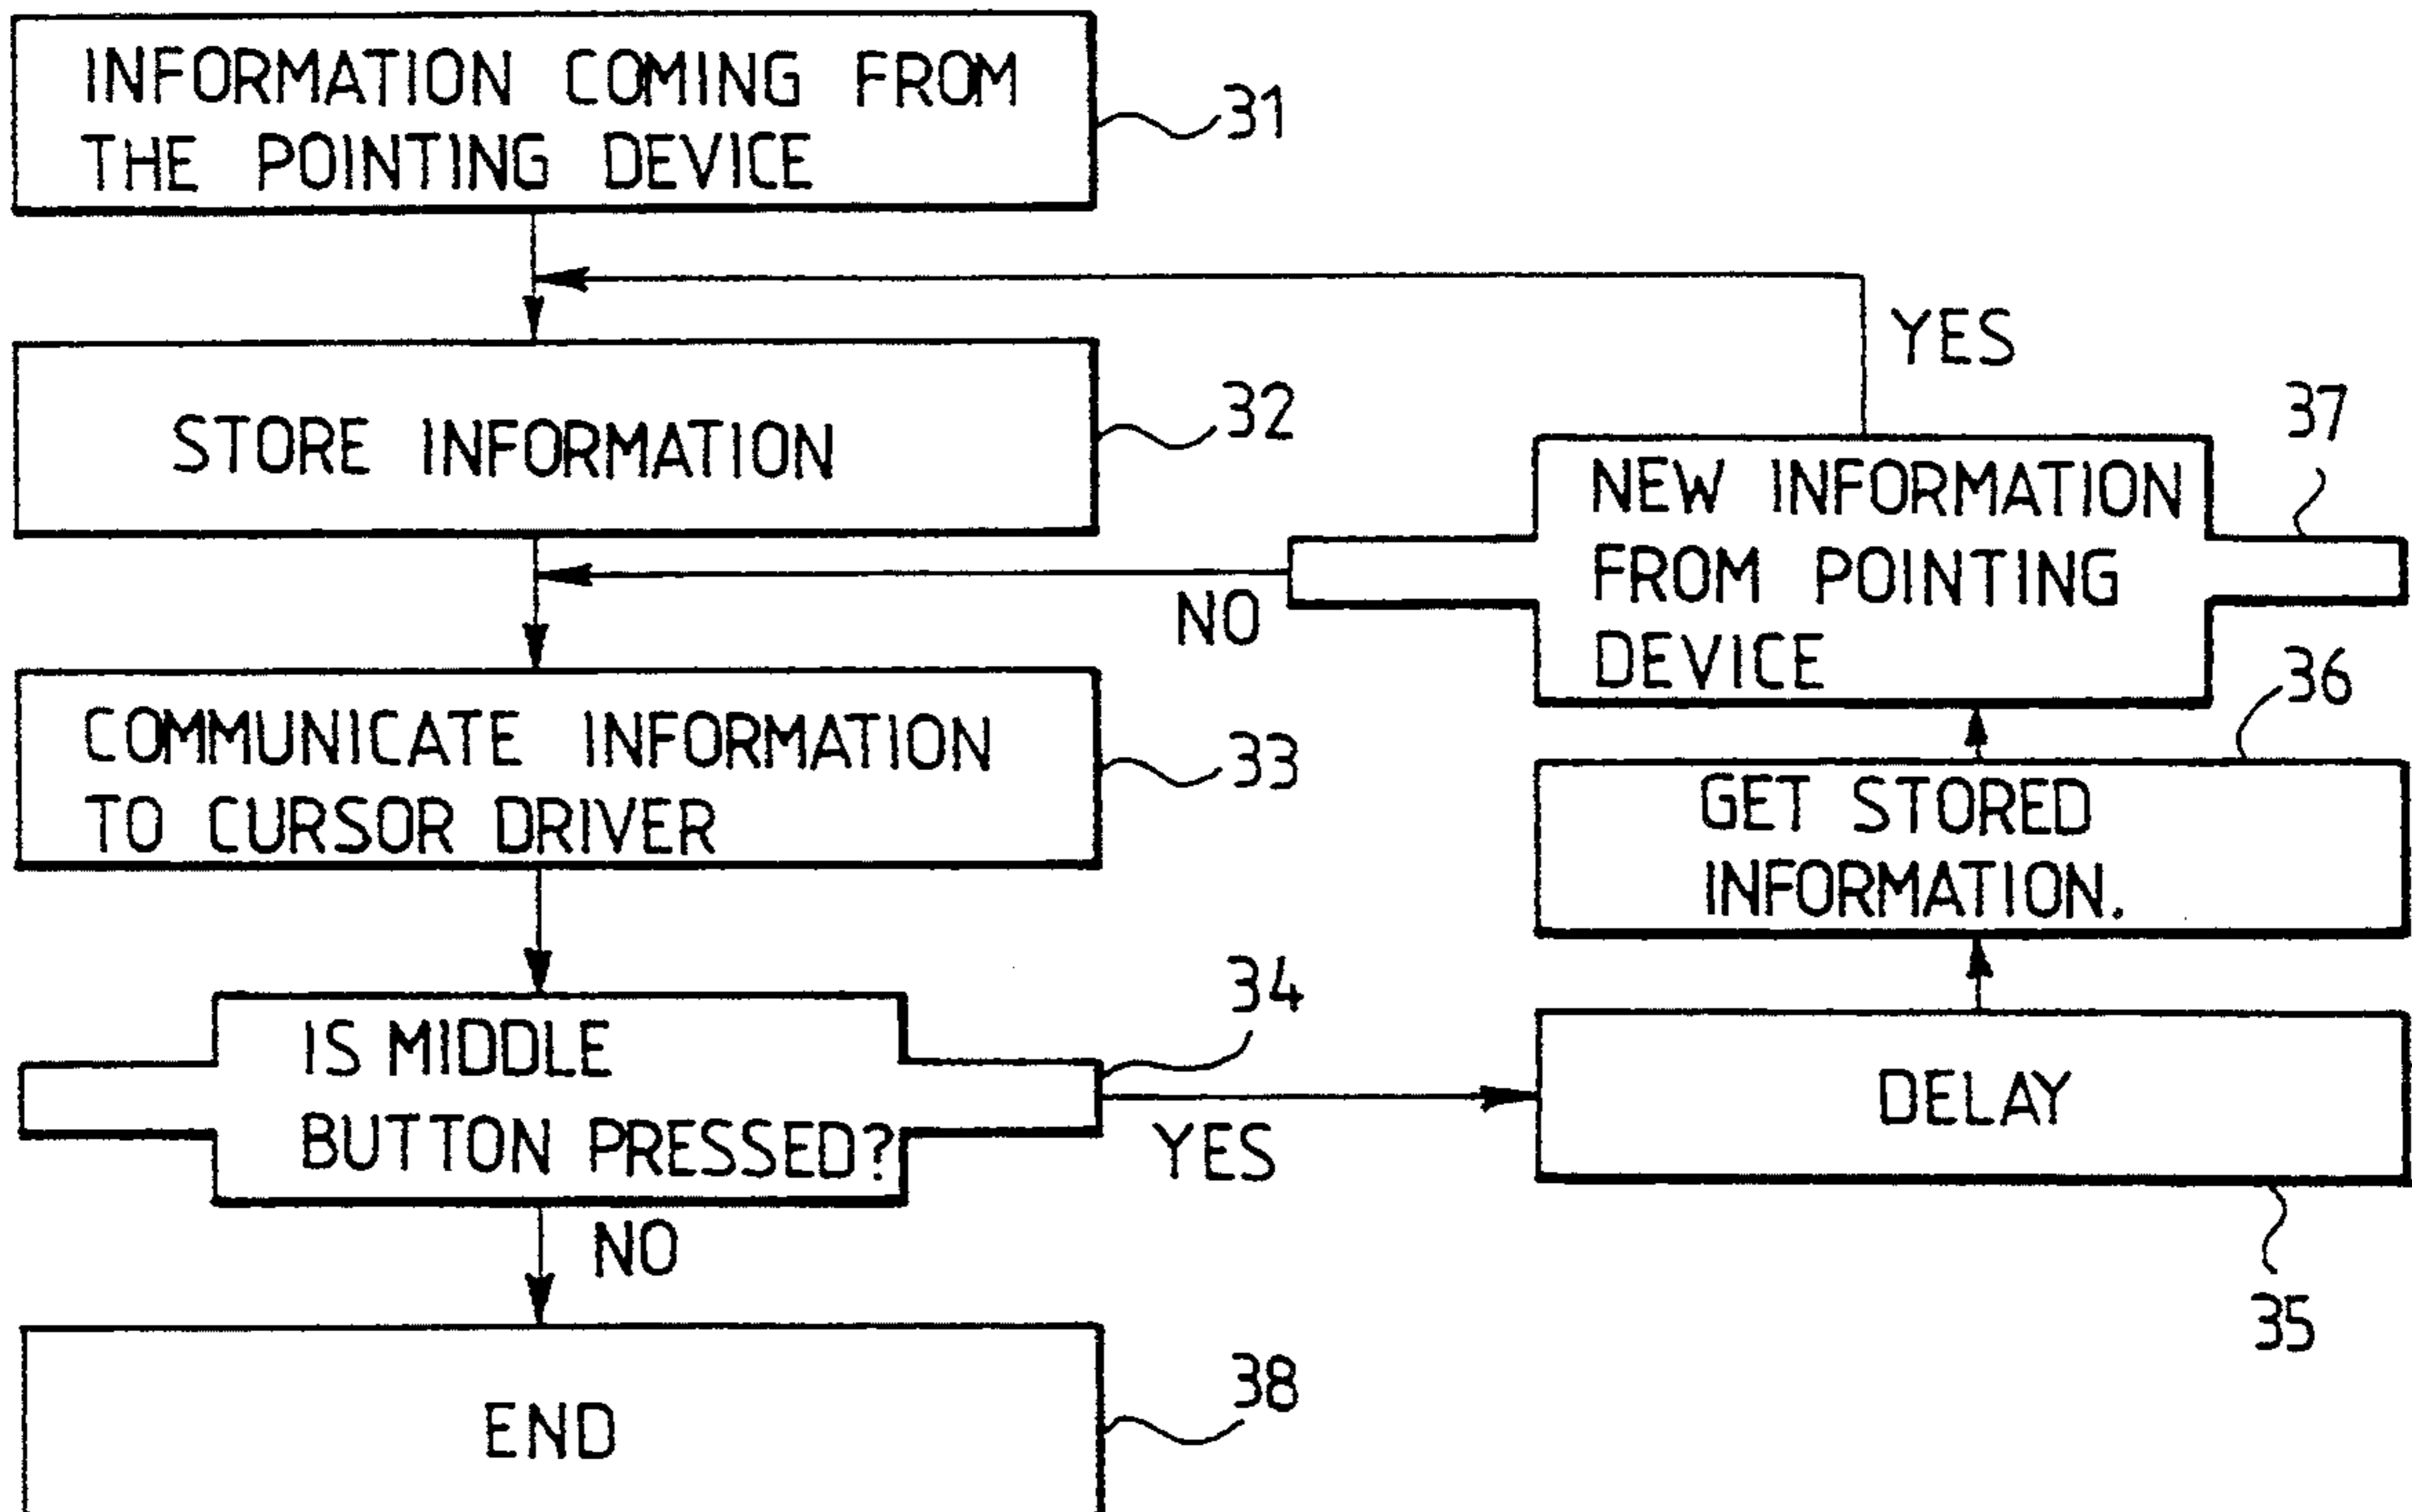 INFORMATION COMING FROM
THE POINTING DEVICE
31
STORE INFORMATION
32
COMMUNICATE INFORMATION
TO CURSOR DRIVER
33
IS MIDDLE
BUTTON PRESSED?
34
YES
NO
END
38
DELAY
35
GET STORED
INFORMATION.
36
NEW INFORMATION
FROM POINTING
DEVICE
37
YES
NO